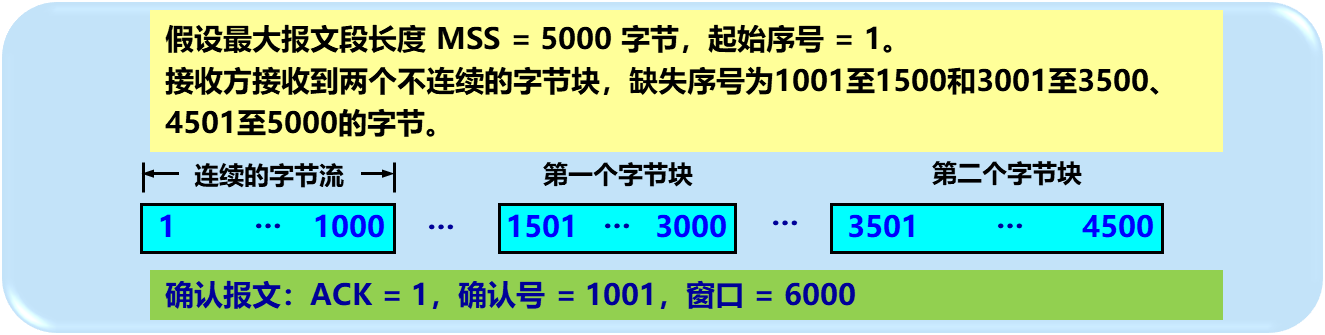 假设最大报文段长度 MSS = 5000 字节，起始序号 = 1。
接收方接收到两个不连续的字节块，缺失序号为1001至1500和3001至3500、
4501至5000的字节。
连续的字节流 第一个字节块 第二个字节块
1 … 1000 … 1501 … 3000 … 3501 … 4500
确认报文：ACK = 1，确认号 = 1001，窗口 = 6000